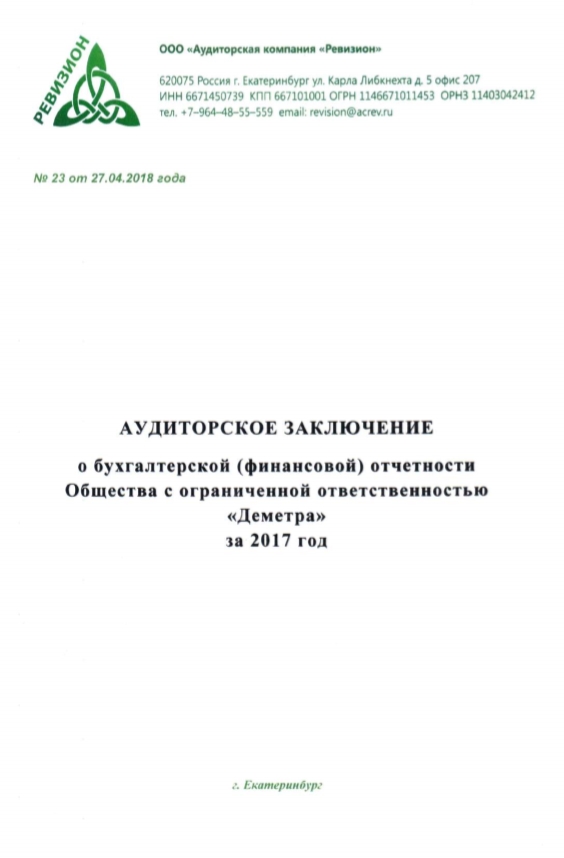 РЕВИЗИОН
ООО «Аудиторская компания «Ревизион»
620075 Россия г. Екатеринбург ул. Карла Либкнехта д. 5 офис 207
ИНН 6671450739 КПП 667101001 ОГРН 1146671011453 ОРНЗ 11403042412
тел. +7–964–48–55–559 email: revision@acrev.ru
№ 23 от 27.04.2018 года
АУДИТОРСКОЕ ЗАКЛЮЧЕНИЕ
о бухгалтерской (финансовой) отчетности
Общества с ограниченной ответственностью
«Деметра»
за 2017 год
г. Екатеринбург